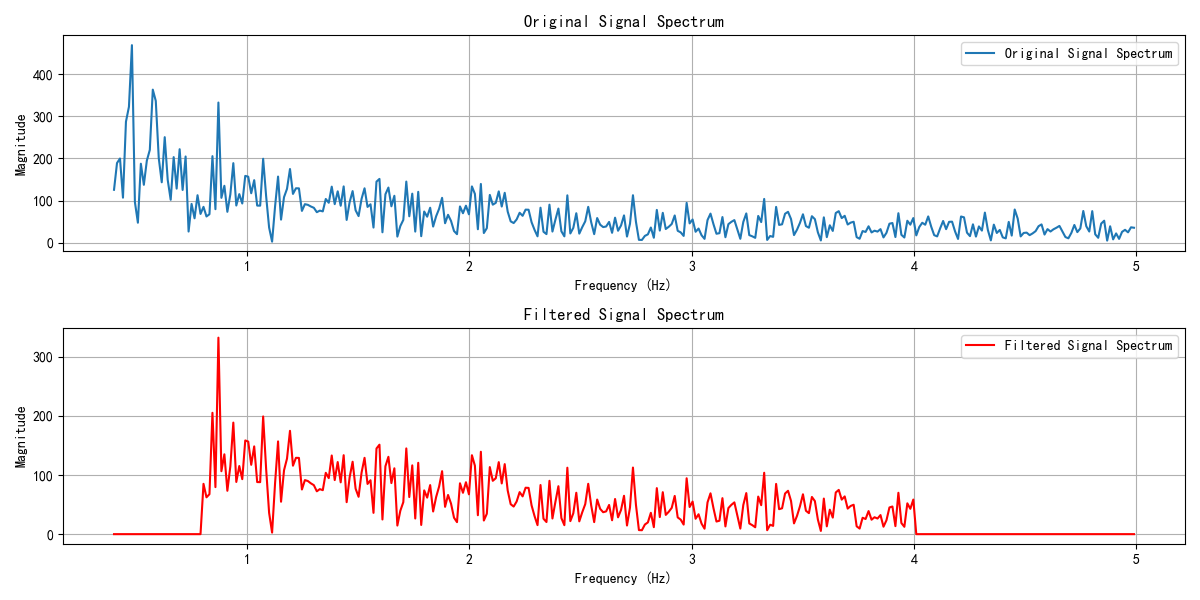 Original Signal Spectrum
Original Signal Spectrum
400
300
200
100
0
Magnitude
1 2 3 4 5
Frequency (Hz)
Filtered Signal Spectrum
Filtered Signal Spectrum
300
200
100
0
Magnitude
1 2 3 4 5
Frequency (Hz)